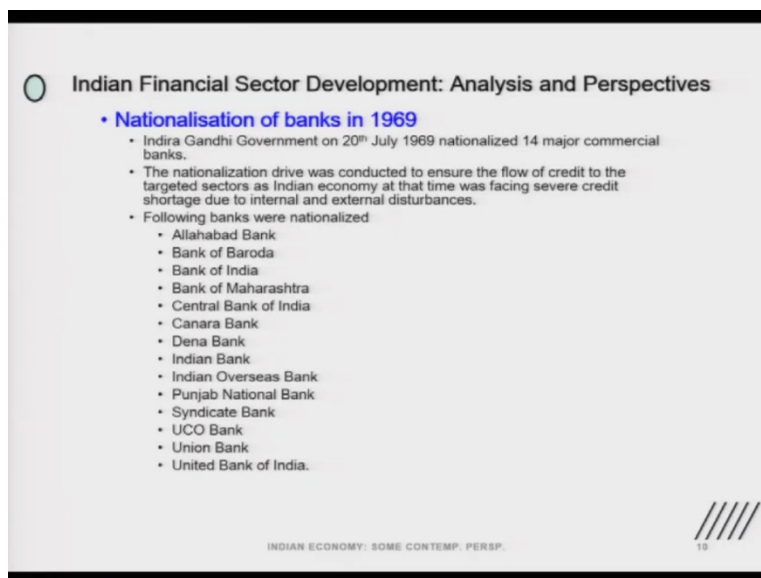 Indian Financial Sector Development: Analysis and Perspectives
• Nationalisation of banks in 1969
• Indira Gandhi Government on 20th July 1969 nationalized 14 major commercial
banks.
• The nationalization drive was conducted to ensure the flow of credit to the
targeted sectors as Indian economy at that time was facing severe credit
shortage due to internal and external disturbances.
• Following banks were nationalized
• Allahabad Bank
• Bank of Baroda
• Bank of India
• Bank of Maharashtra
• Central Bank of India
• Canara Bank
• Dena Bank
• Indian Bank
• Indian Overseas Bank
• Punjab National Bank
• Syndicate Bank
• UCO Bank
• Union Bank
• United Bank of India.
INDIAN ECONOMY: SOME CONTEMP. PERSP.
10